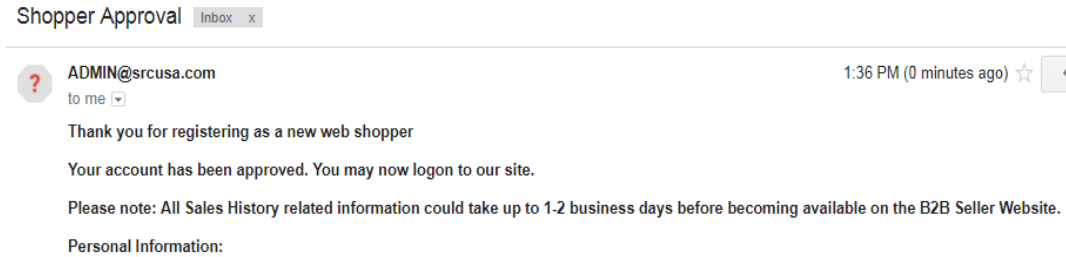 Shopper Approval Inbox x
ADMIN@srcusa.com 1:36 PM (0 minutes ago)
to me
Thank you for registering as a new web shopper
Your account has been approved. You may now logon to our site.
Please note: All Sales History related information could take up to 1-2 business days before becoming available on the B2B Seller Website.
Personal Information: